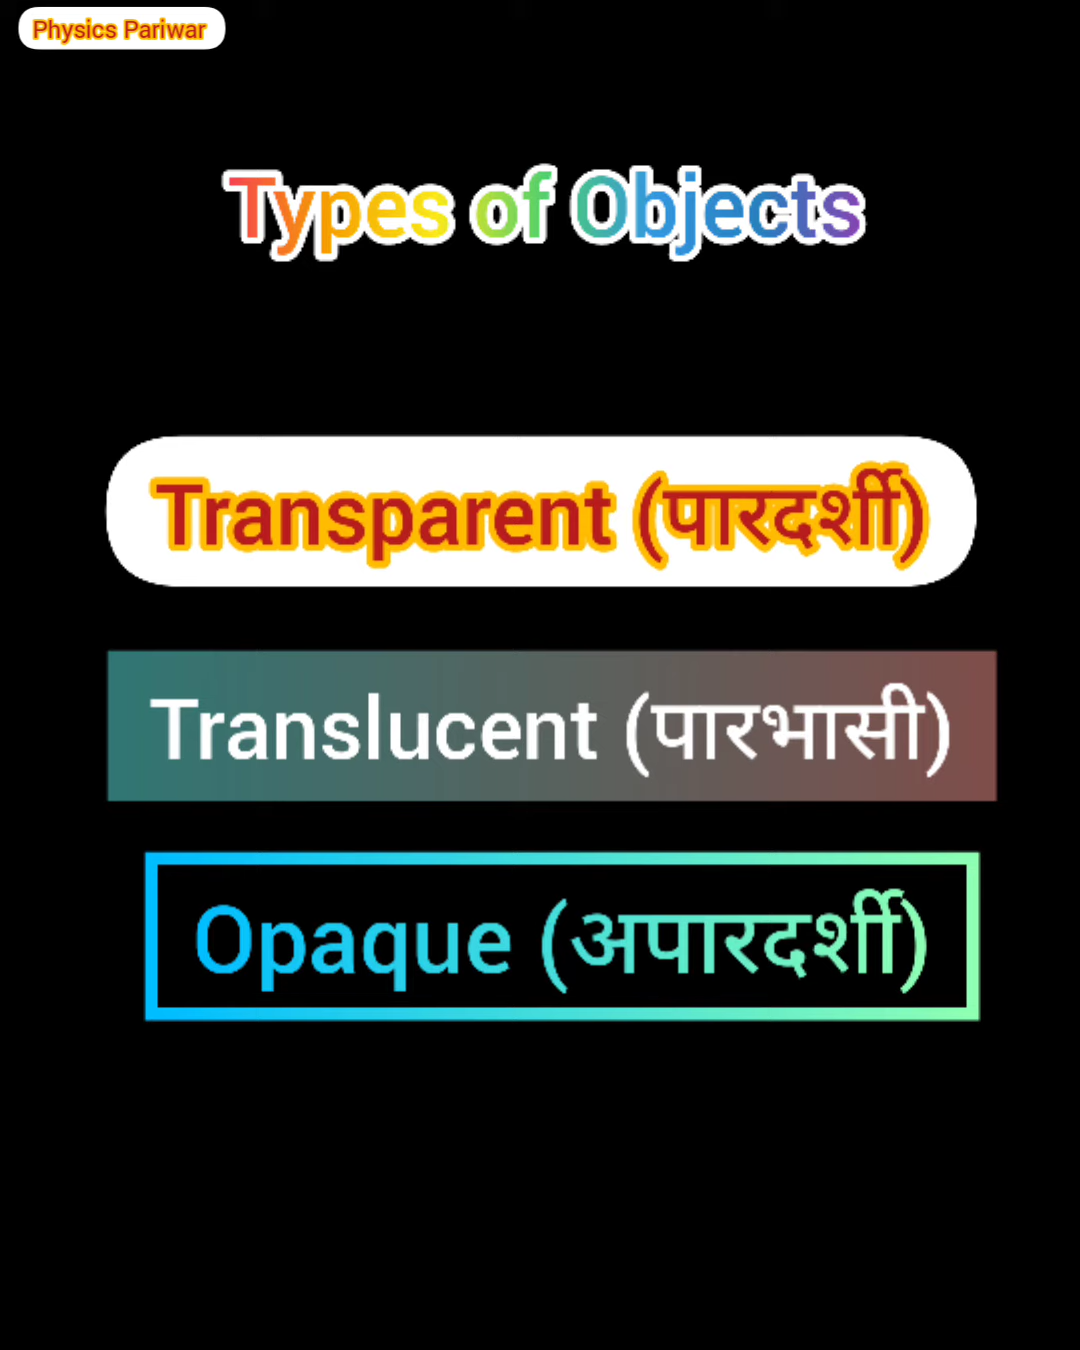 Physics Pariwar
Types of Objects
Transparent (पारदर्शी)
Translucent (पारभासी)
Opaque (अपारदर्शी)